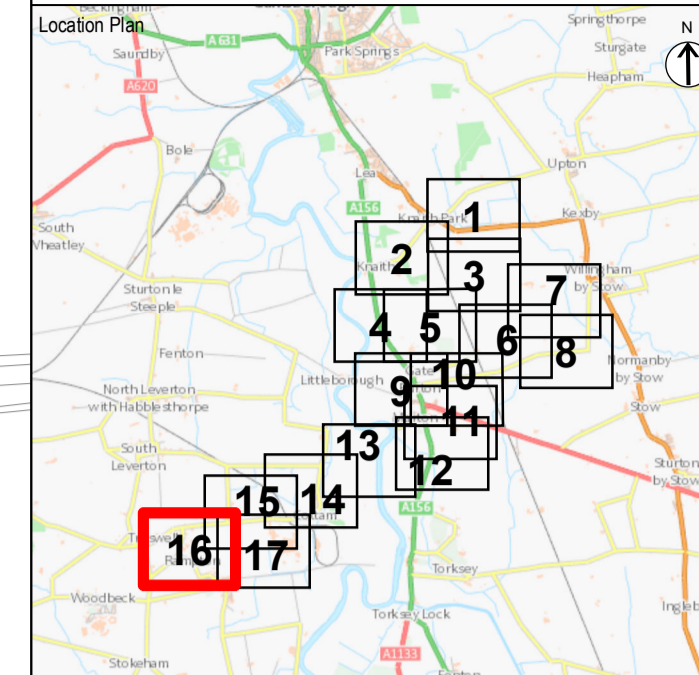 Location Plan
N
Beckingham
Springthorpe
Saundby
A 631
Park Springs
Sturgate
A620
Heapham
Bole
Lea
Upton
A156
Kexby
South
Wheatley
1
2
Knaith
3
Sturton le
Steeple
7
Willingham
by Stow
4
5
6
8
Fenton
Littleborough
9
10
Normanby
by Stow
North Leverton
with Habblesthorpe
11
Stow
13
South
Leverton
12
Sturton
by Stow
15
14
A156
16
17
Torksey
Woodbeck
Torksey Lock
Stokeham
A1133
Fenton